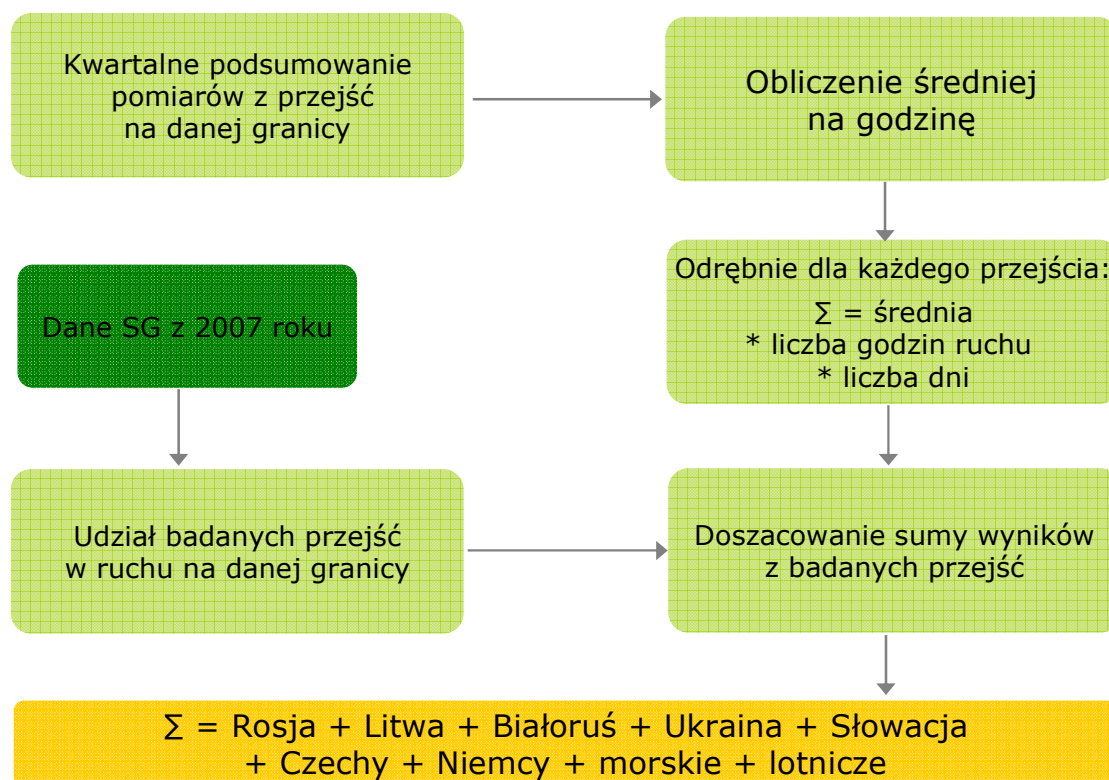 Kwartalne podsumowanie
pomiarów z przejść
na danej granicy
Obliczenie średniej
na godzinę
Odrębnie dla każdego przejścia:
∑ = średnia
* liczba godzin ruchu
* liczba dni
Dane SG z 2007 roku
Udział badanych przejść
w ruchu na danej granicy
Doszacowanie sumy wyników
z badanych przejść
∑ = Rosja + Litwa + Białoruś + Ukraina + Słowacja
+ Czechy + Niemcy + morskie + lotnicze